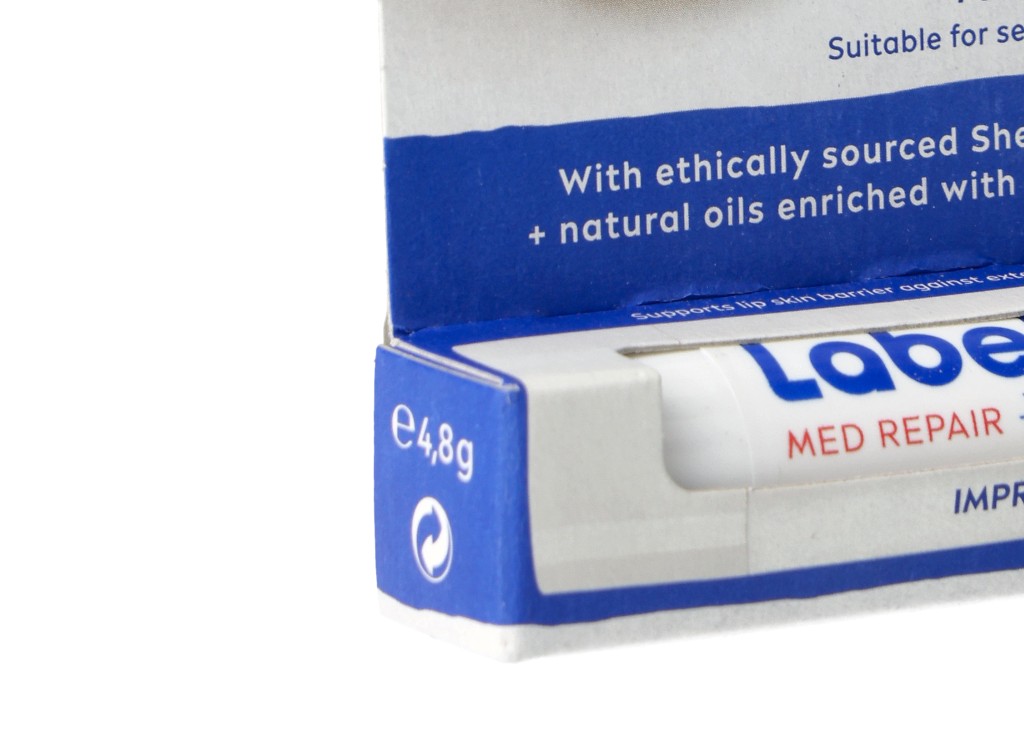 Suitable for se
With ethically sourced She
+ natural oils enriched with
Supports lip skin barrier against exte
Labe
MED REPAIR +
IMPR
℮4,8g